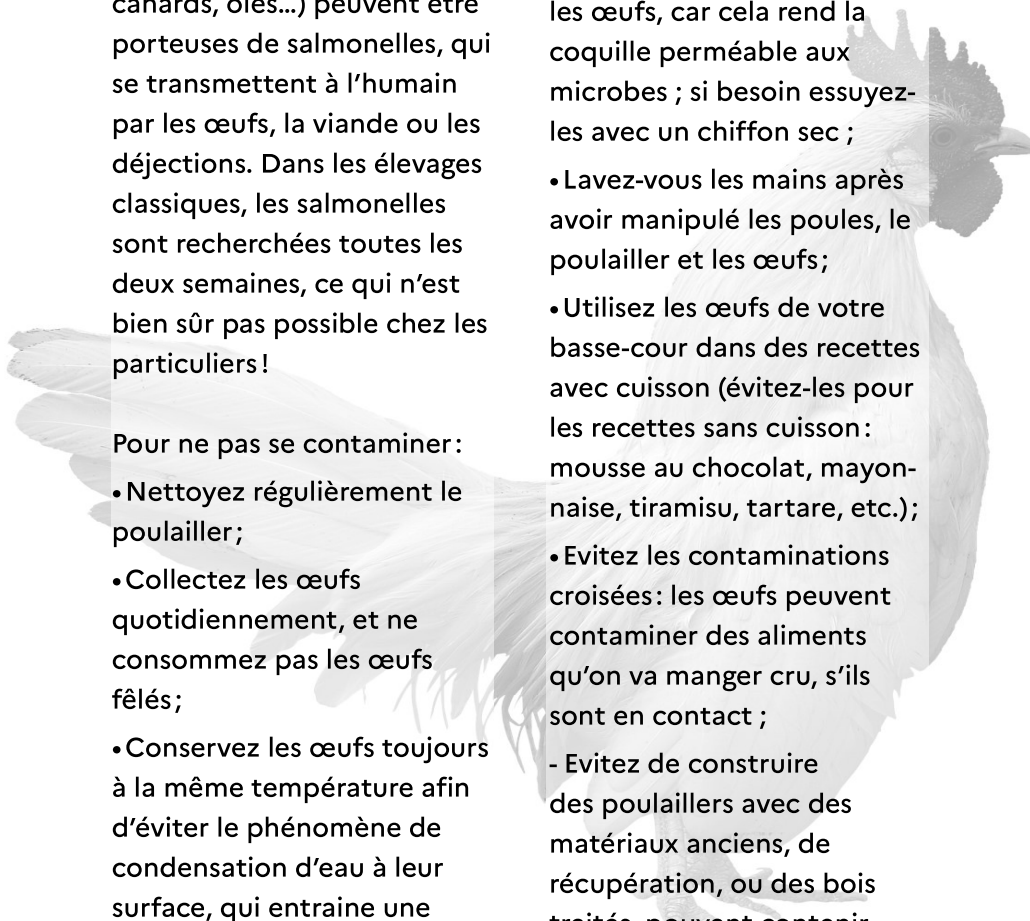 canards, oies…) peuvent être
porteuses de salmonelles, qui
se transmettent à l’humain
par les œufs, la viande ou les
déjections. Dans les élevages
classiques, les salmonelles
sont recherchées toutes les
deux semaines, ce qui n’est
bien sûr pas possible chez les
particuliers !
Pour ne pas se contaminer :
• Nettoyez régulièrement le
poulailler ;
• Collectez les œufs
quotidiennement, et ne
consommez pas les œufs
fêlés ;
• Conservez les œufs toujours
à la même température afin
d’éviter le phénomène de
condensation d’eau à leur
surface, qui entraine une
les œufs, car cela rend la
coquille perméable aux
microbes ; si besoin essuyez-
les avec un chiffon sec ;
• Lavez-vous les mains après
avoir manipulé les poules, le
poulailler et les œufs ;
• Utilisez les œufs de votre
basse-cour dans des recettes
avec cuisson (évitez-les pour
les recettes sans cuisson :
mousse au chocolat, mayon-
naise, tiramisu, tartare, etc.) ;
• Evitez les contaminations
croisées : les œufs peuvent
contaminer des aliments
qu’on va manger cru, s’ils
sont en contact ;
- Evitez de construire
des poulaillers avec des
matériaux anciens, de
récupération, ou des bois
traités, peuvent contenir